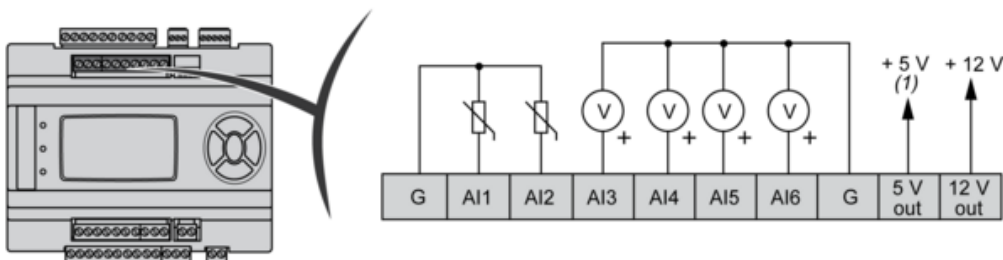 + 5 V + 12 V
(1)
V V V V
+ + + +
G AI1 AI2 AI3 AI4 AI5 AI6 G 5 V out 12 V out